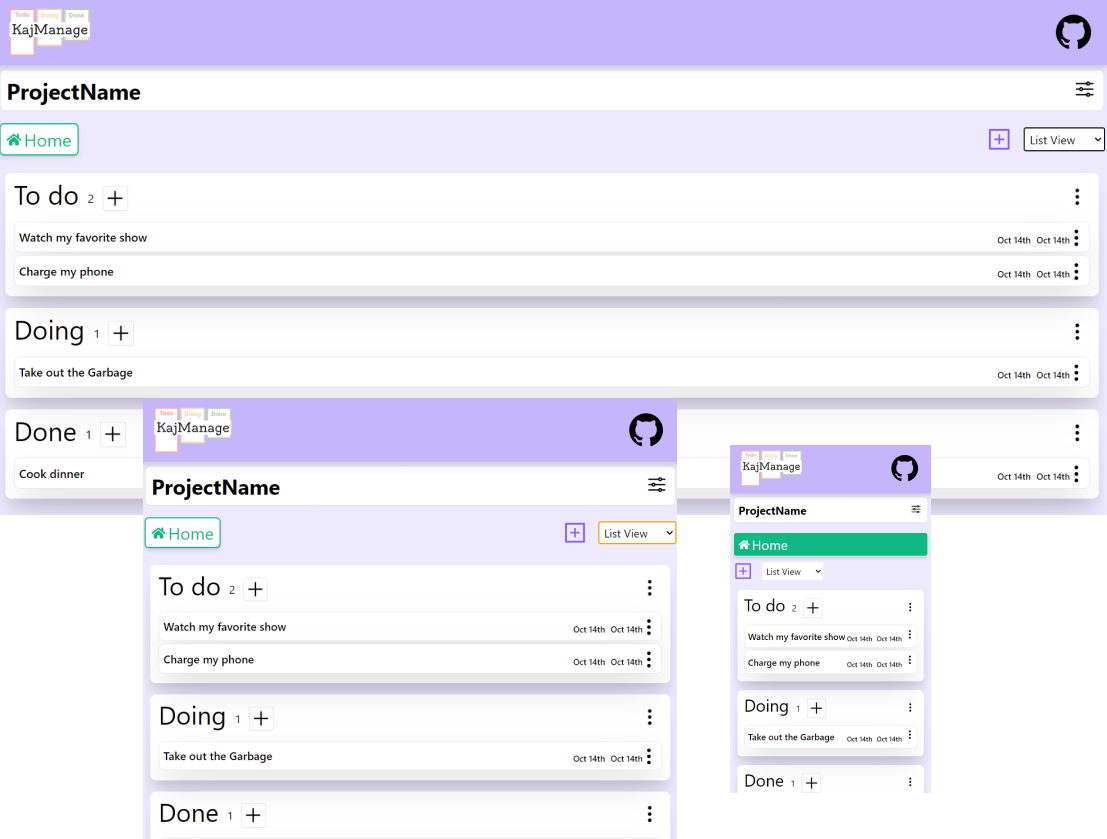 Todo Doing Done
KajManage
ProjectName
Home
List View
To do 2
Watch my favorite show Oct 14th Oct 14th
Charge my phone Oct 14th Oct 14th
Doing 1
Take out the Garbage Oct 14th Oct 14th
Done 1
Cook dinner Oct 14th Oct 14th
Todo Doing Done
KajManage
ProjectName
Home
List View
To do 2
Watch my favorite show Oct 14th Oct 14th
Charge my phone Oct 14th Oct 14th
Doing 1
Take out the Garbage Oct 14th Oct 14th
Done 1
Todo Doing Done
KajManage
ProjectName
Home
List View
To do 2
Watch my favorite show Oct 14th Oct 14th
Charge my phone Oct 14th Oct 14th
Doing 1
Take out the Garbage Oct 14th Oct 14th
Done 1